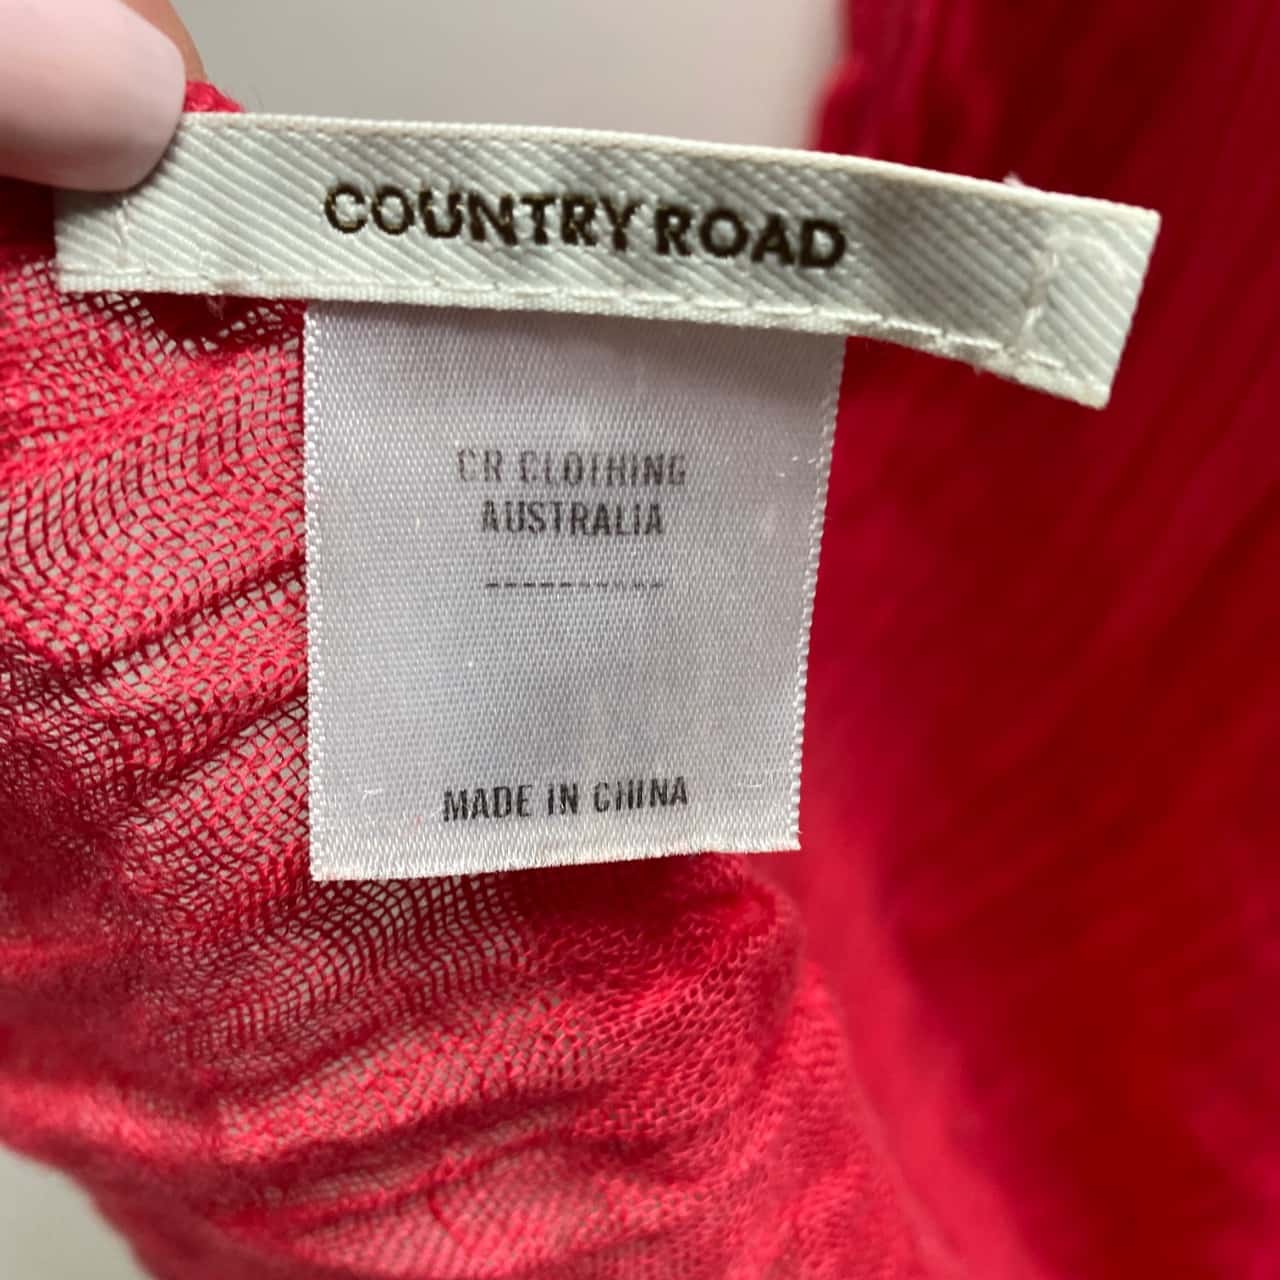 COUNTRY ROAD
CR CLOTHING
AUSTRALIA
----------
MADE IN CHINA